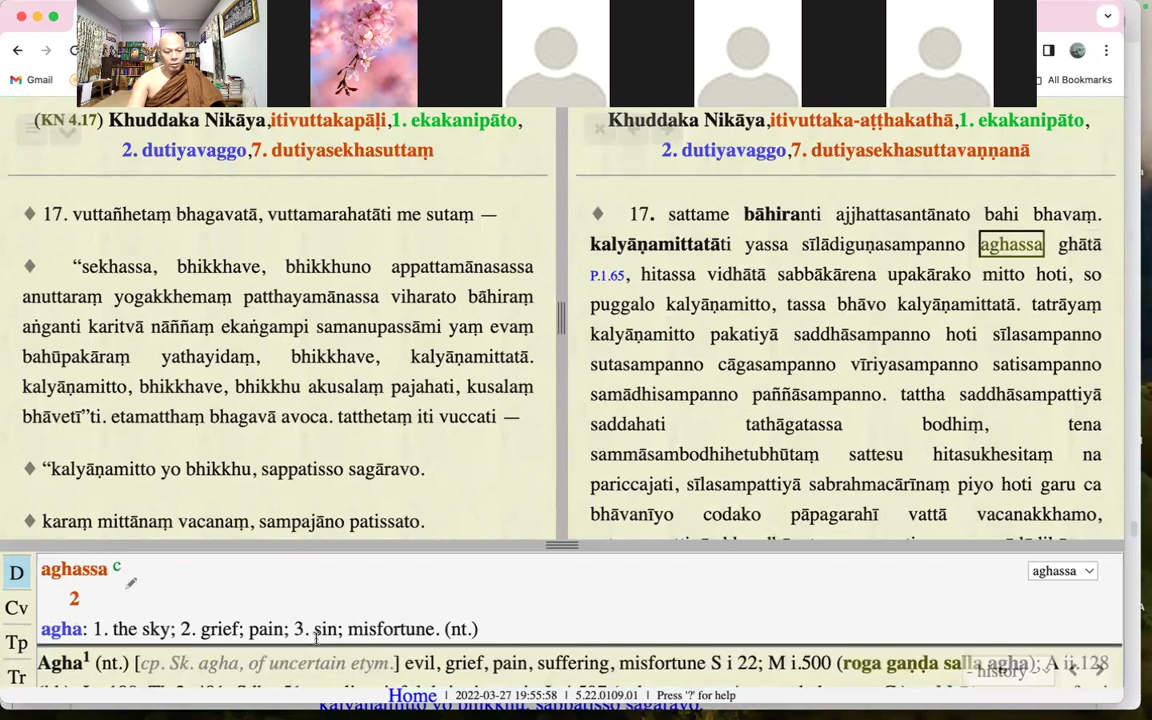 Gmail
All Bookmarks
(KN 4.17) Khuddaka Nikāya,itivuttakapāḷi,1. ekakanipāto,
2. dutiyavaggo,7. dutiyasekhasuttaṃ
♦ 17. vuttañhetaṃ bhagavatā, vuttamarahatāti me sutaṃ —
♦ “sekhassa, bhikkhave, bhikkhuno appattamānasassa
anuttaraṃ yogakkhemaṃ patthayamānassa viharato bāhiraṃ
aṅganti karitvā nāññaṃ ekaṅgampi samanupassāmi yaṃ evaṃ
bahūpakāraṃ yathayidaṃ, bhikkhave, kalyāṇamittatā.
kalyāṇamitto, bhikkhave, bhikkhu akusalaṃ pajahati, kusalaṃ
bhāvetī”ti. etamatthaṃ bhagavā avoca. tatthetaṃ iti vuccati —
♦ “kalyāṇamitto yo bhikkhu, sappatisso sagāravo.
♦ karaṃ mittānaṃ vacanaṃ, sampajāno patissato.
Khuddaka Nikāya,itivuttaka-aṭṭhakathā,1. ekakanipāto,
2. dutiyavaggo,7. dutiyasekhasuttavaṇṇanā
♦ 17. sattame bāhiranti ajjhattasantānato bahi bhavaṃ.
kalyāṇamittatāti yassa sīlādiguṇasampanno aghassa ghātā
P.1.65, hitassa vidhātā sabbākārena upakārako mitto hoti, so
puggalo kalyāṇamitto, tassa bhāvo kalyāṇamittatā. tatrāyaṃ
kalyāṇamitto pakatiyā saddhāsampanno hoti sīlasampanno
sutasampanno cāgasampanno vīriyasampanno satisampanno
samādhisampanno paññāsampanno. tattha saddhāsampattiyā
saddahati tathāgatassa bodhiṃ, tena
sammāsambodhihetubhūtaṃ sattesu hitasukhesitaṃ na
pariccajati, sīlasampattiyā sabrahmacārīnaṃ piyo hoti garu ca
bhāvanīyo codako pāpagarahī vattā vacanakkhamo,
D
Cv
Tp
Tr
aghassa c
aghassa
2
agha: 1. the sky; 2. grief; pain; 3. sin; misfortune. (nt.)
Agha1 (nt.) [cp. Sk. agha, of uncertain etym.] evil, grief, pain, suffering, misfortune S i 22; M i.500 (roga gaṇḍa salla agha); A ii.128
- history -
Home | 2022-03-27 19:55:58 | 5.22.0109.01 | Press '?' for help
kalyāṇamitto yo bhikkhu, sappatisso sagāravo.